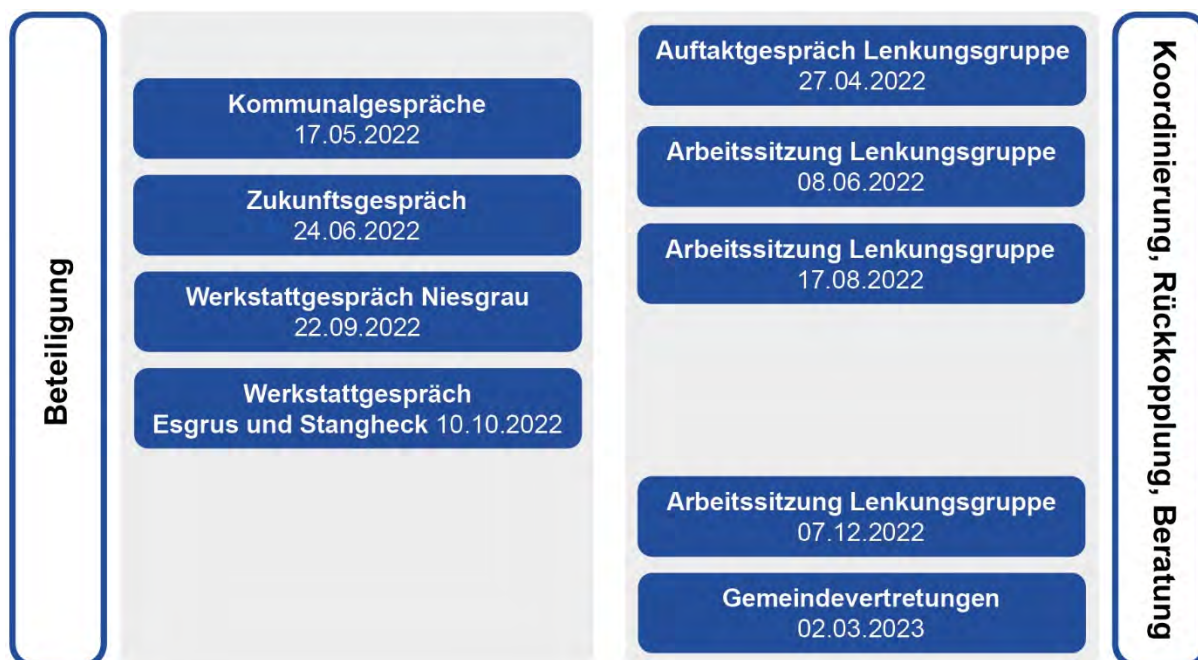 Beteiligung
Kommunalgespräche
17.05.2022
Zukunftsgespräch
24.06.2022
Werkstattgespräch Niesgrau
22.09.2022
Werkstattgespräch
Esgrus und Stangheck 10.10.2022
Auftaktgespräch Lenkungsgruppe
27.04.2022
Arbeitssitzung Lenkungsgruppe
08.06.2022
Arbeitssitzung Lenkungsgruppe
17.08.2022
Arbeitssitzung Lenkungsgruppe
07.12.2022
Gemeindevertretungen
02.03.2023
Koordinierung, Rückkopplung, Beratung